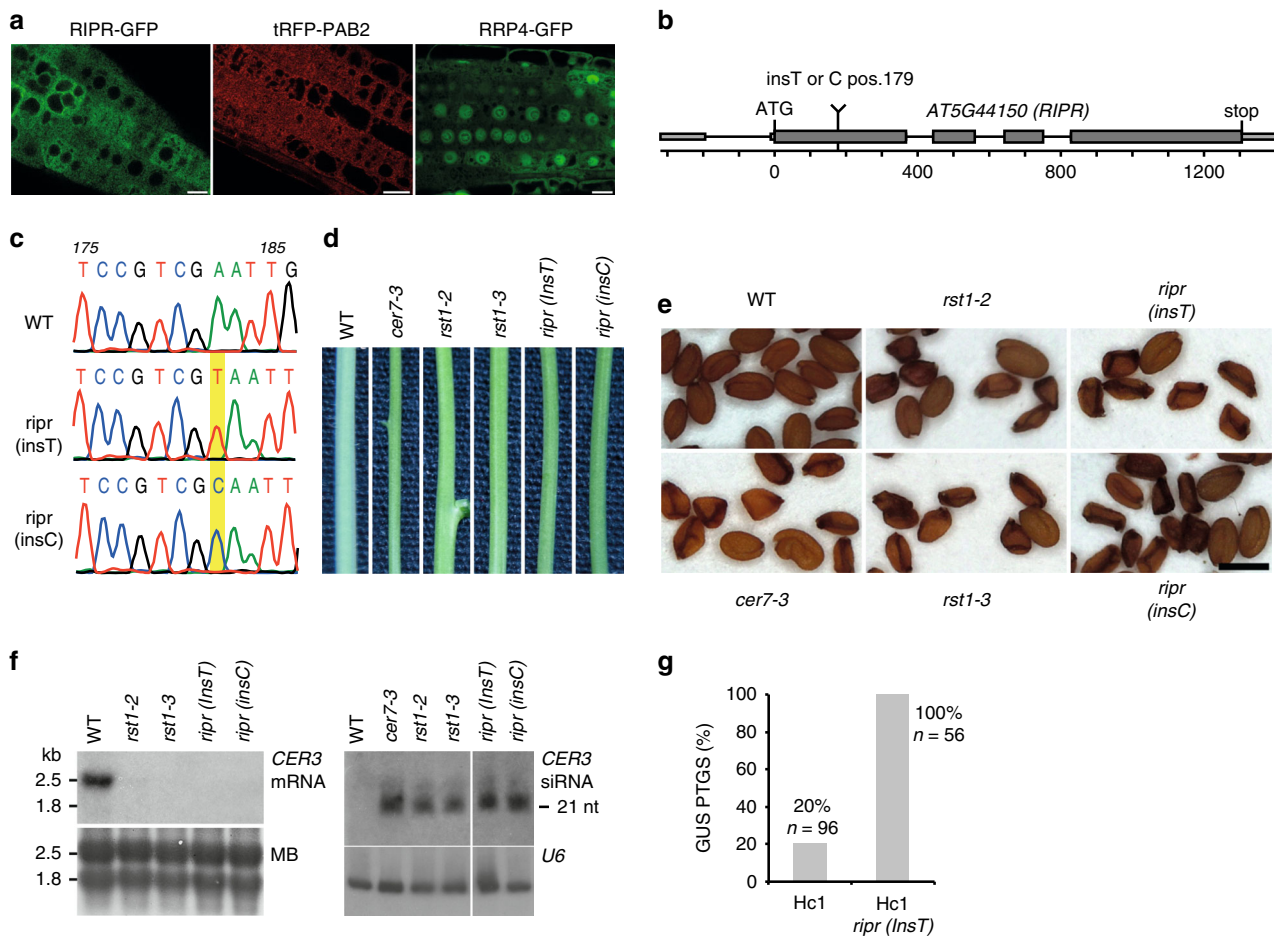 a
RIPR-GFP
tRFP-PAB2
RRP4-GFP
b
insT or C pos.179
ATG
AT5G44150 (RIPR)
stop
0
400
800
1200
c
175
185
T C C G T C G A A T T G
WT
T C C G T C G T A A T T
ripr
(insT)
T C C G T C G C A A T T
ripr
(insC)
d
WT
cer7-3
rst1-2
rst1-3
ripr (InsT)
ripr (insC)
e
WT
rst1-2
ripr
(insT)
cer7-3
rst1-3
ripr
(insC)
f
WT
rst1-2
rst1-3
ripr (InsT)
ripr (insC)
kb
2.5
1.8
CER3
mRNA
2.5
1.8
MB
WT
cer7-3
rst1-2
rst1-3
ripr (InsT)
ripr (insC)
CER3
siRNA
21 nt
U6
g
GUS PTGS (%)
100
80
60
40
20
0
20%
n = 96
100%
n = 56
Hc1
Hc1
ripr (InsT)